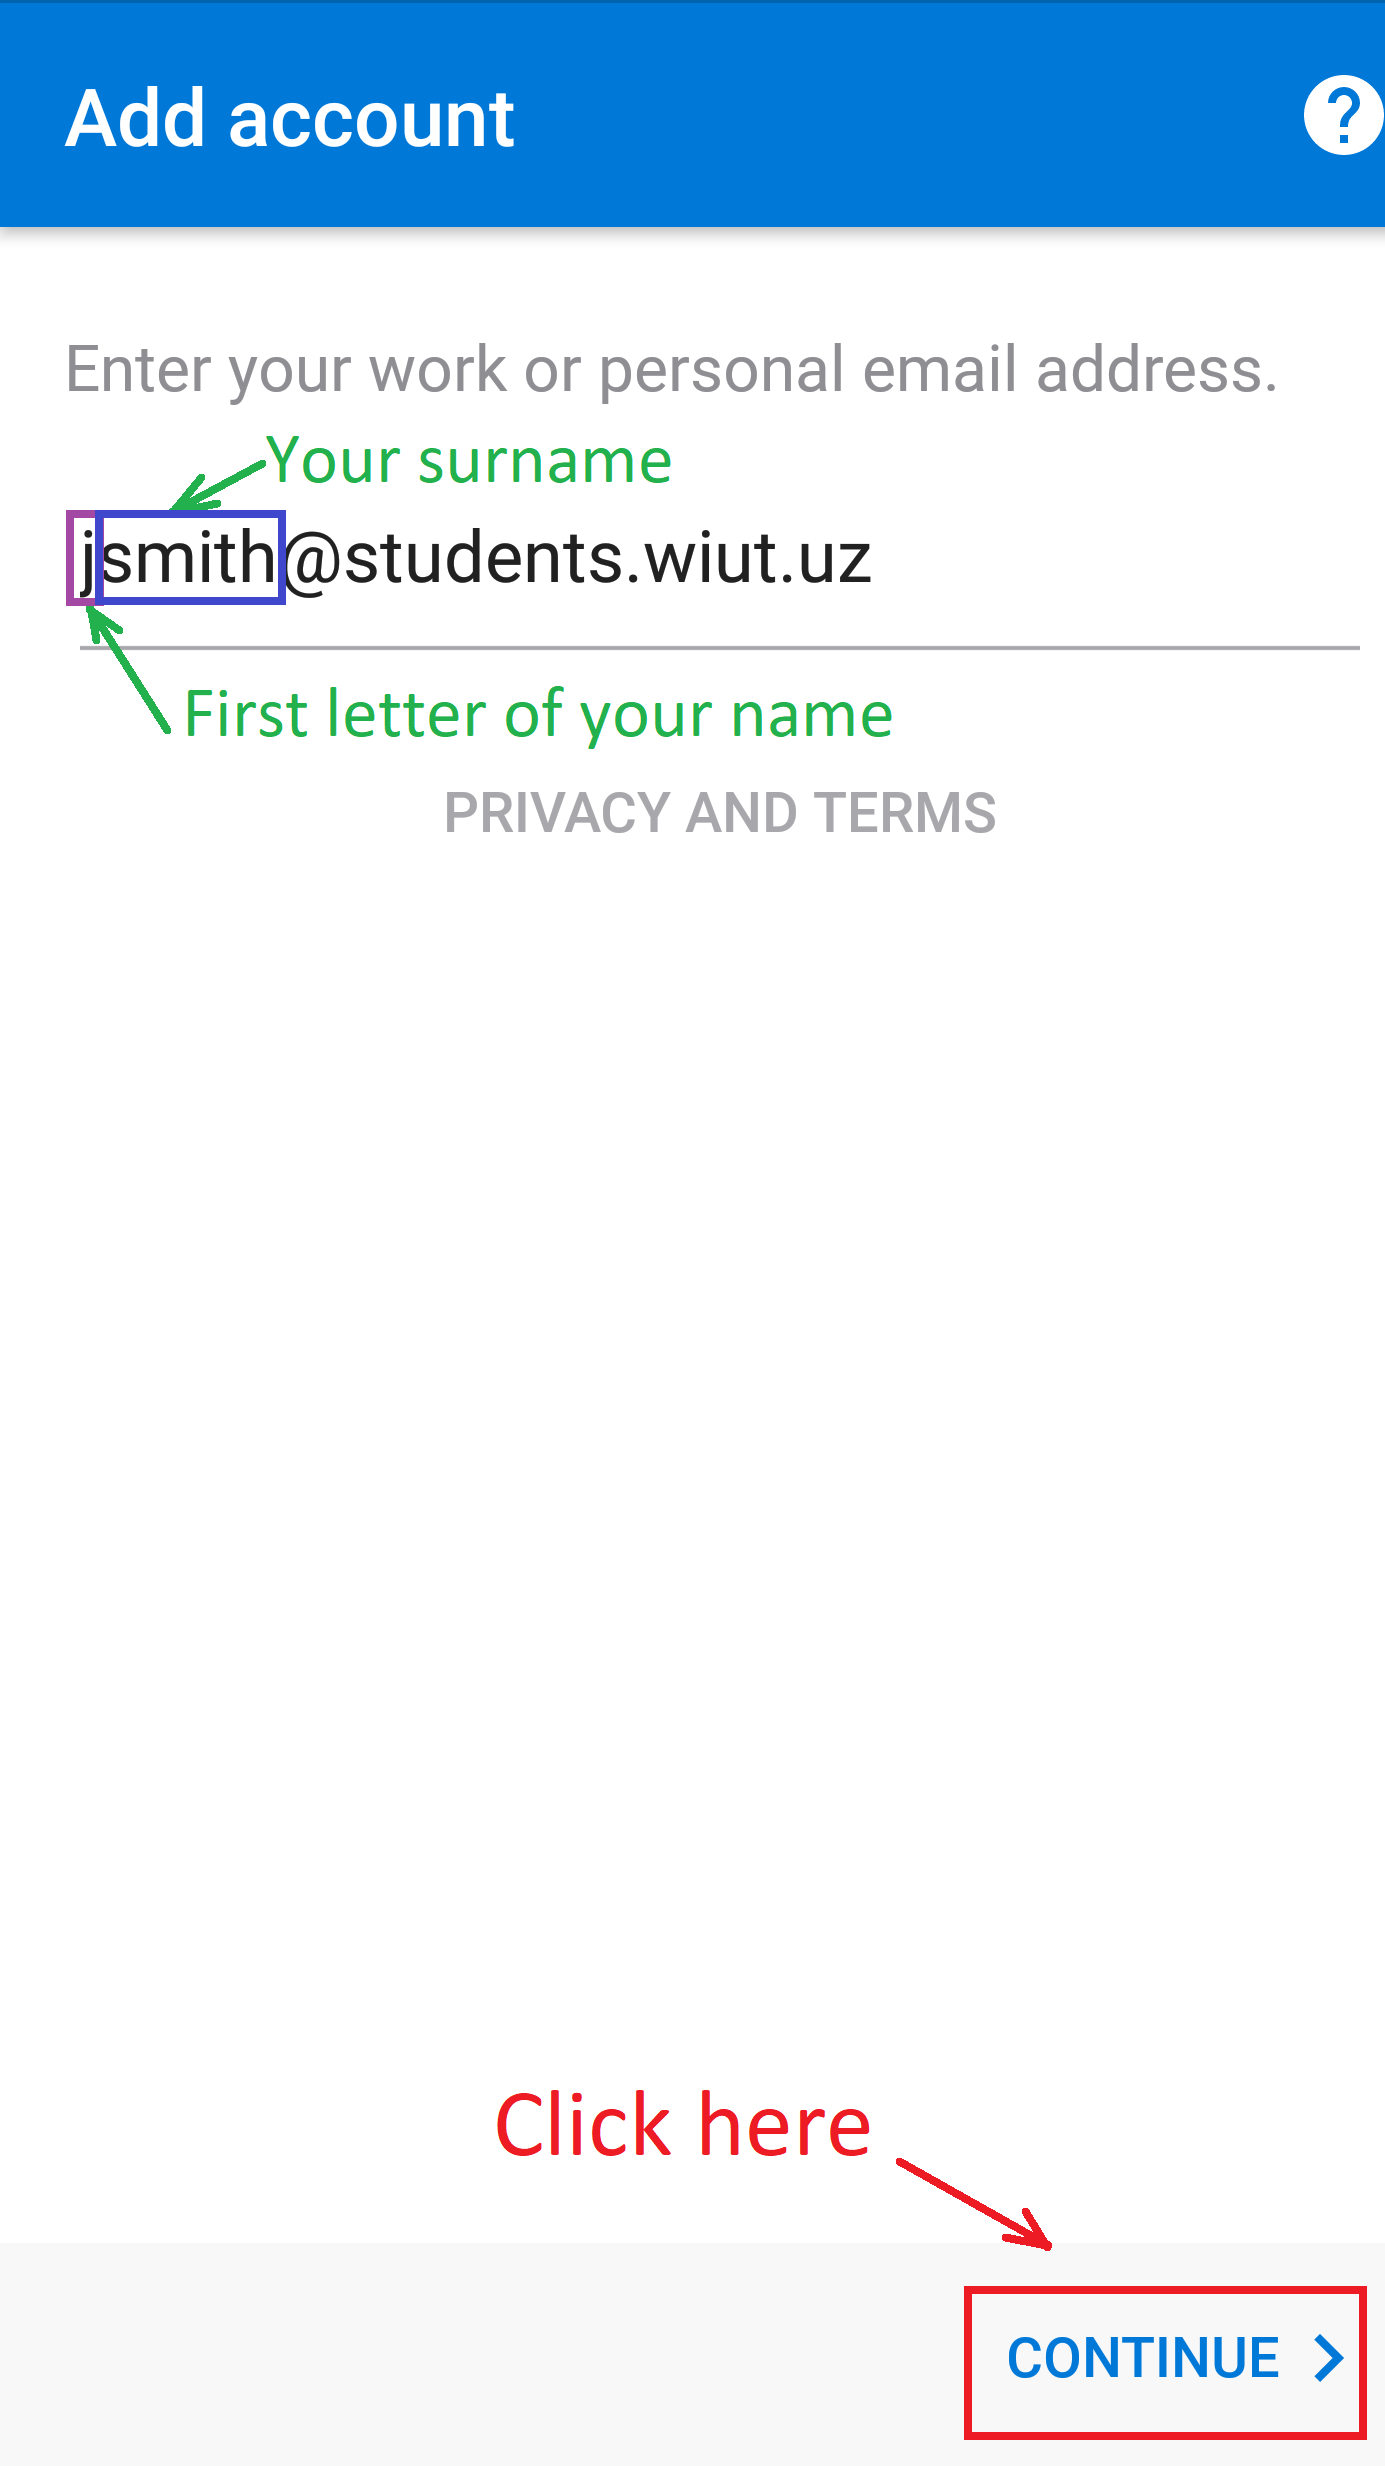 Add account
?
Enter your work or personal email address.
Your surname
jsmith@students.wiut.uz
First letter of your name
PRIVACY AND TERMS
Click here
CONTINUE >